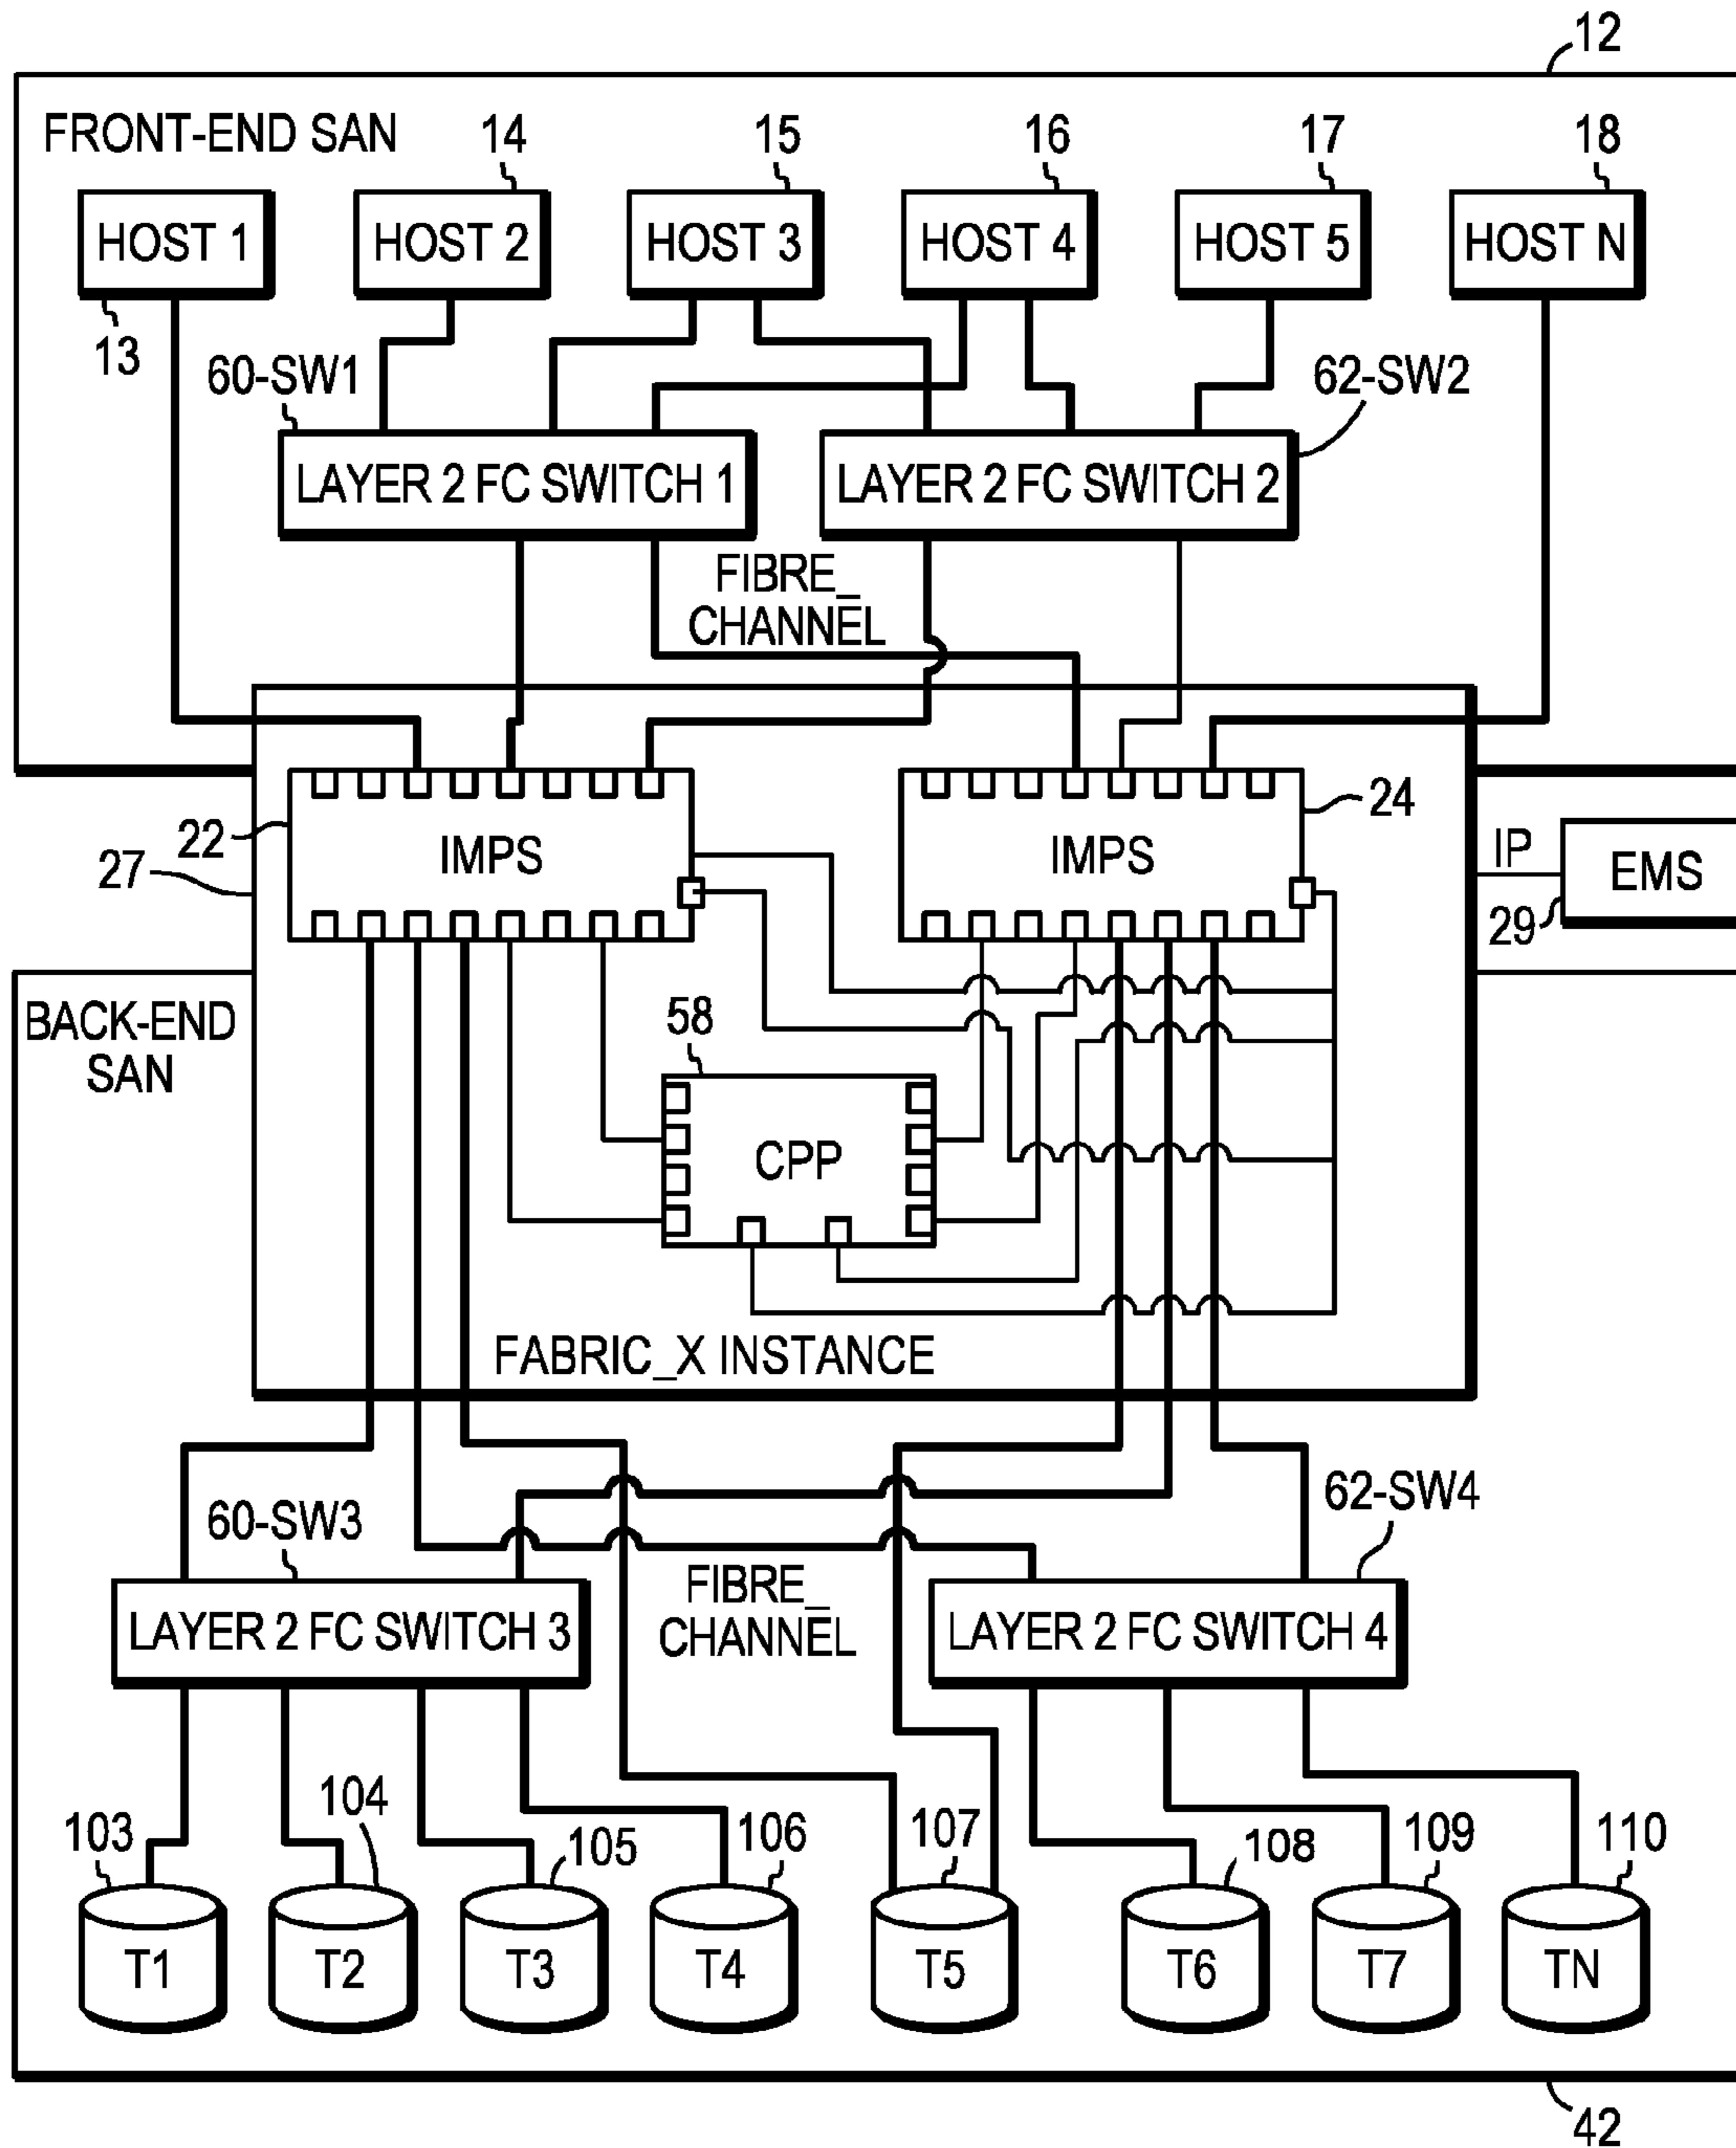 12
FRONT-END SAN
14
15
16
17
18
HOST 1
HOST 2
HOST 3
HOST 4
HOST 5
HOST N
13
60-SW1
62-SW2
LAYER 2 FC SWITCH 1
LAYER 2 FC SWITCH 2
FIBRE_
CHANNEL
22
IMPS
IMPS
24
27
IP
EMS
29
BACK-END
SAN
58
CPP
FABRIC_X INSTANCE
60-SW3
62-SW4
FIBRE_
CHANNEL
LAYER 2 FC SWITCH 3
LAYER 2 FC SWITCH 4
103
104
105
106
107
108
109
110
T1
T2
T3
T4
T5
T6
T7
TN
42